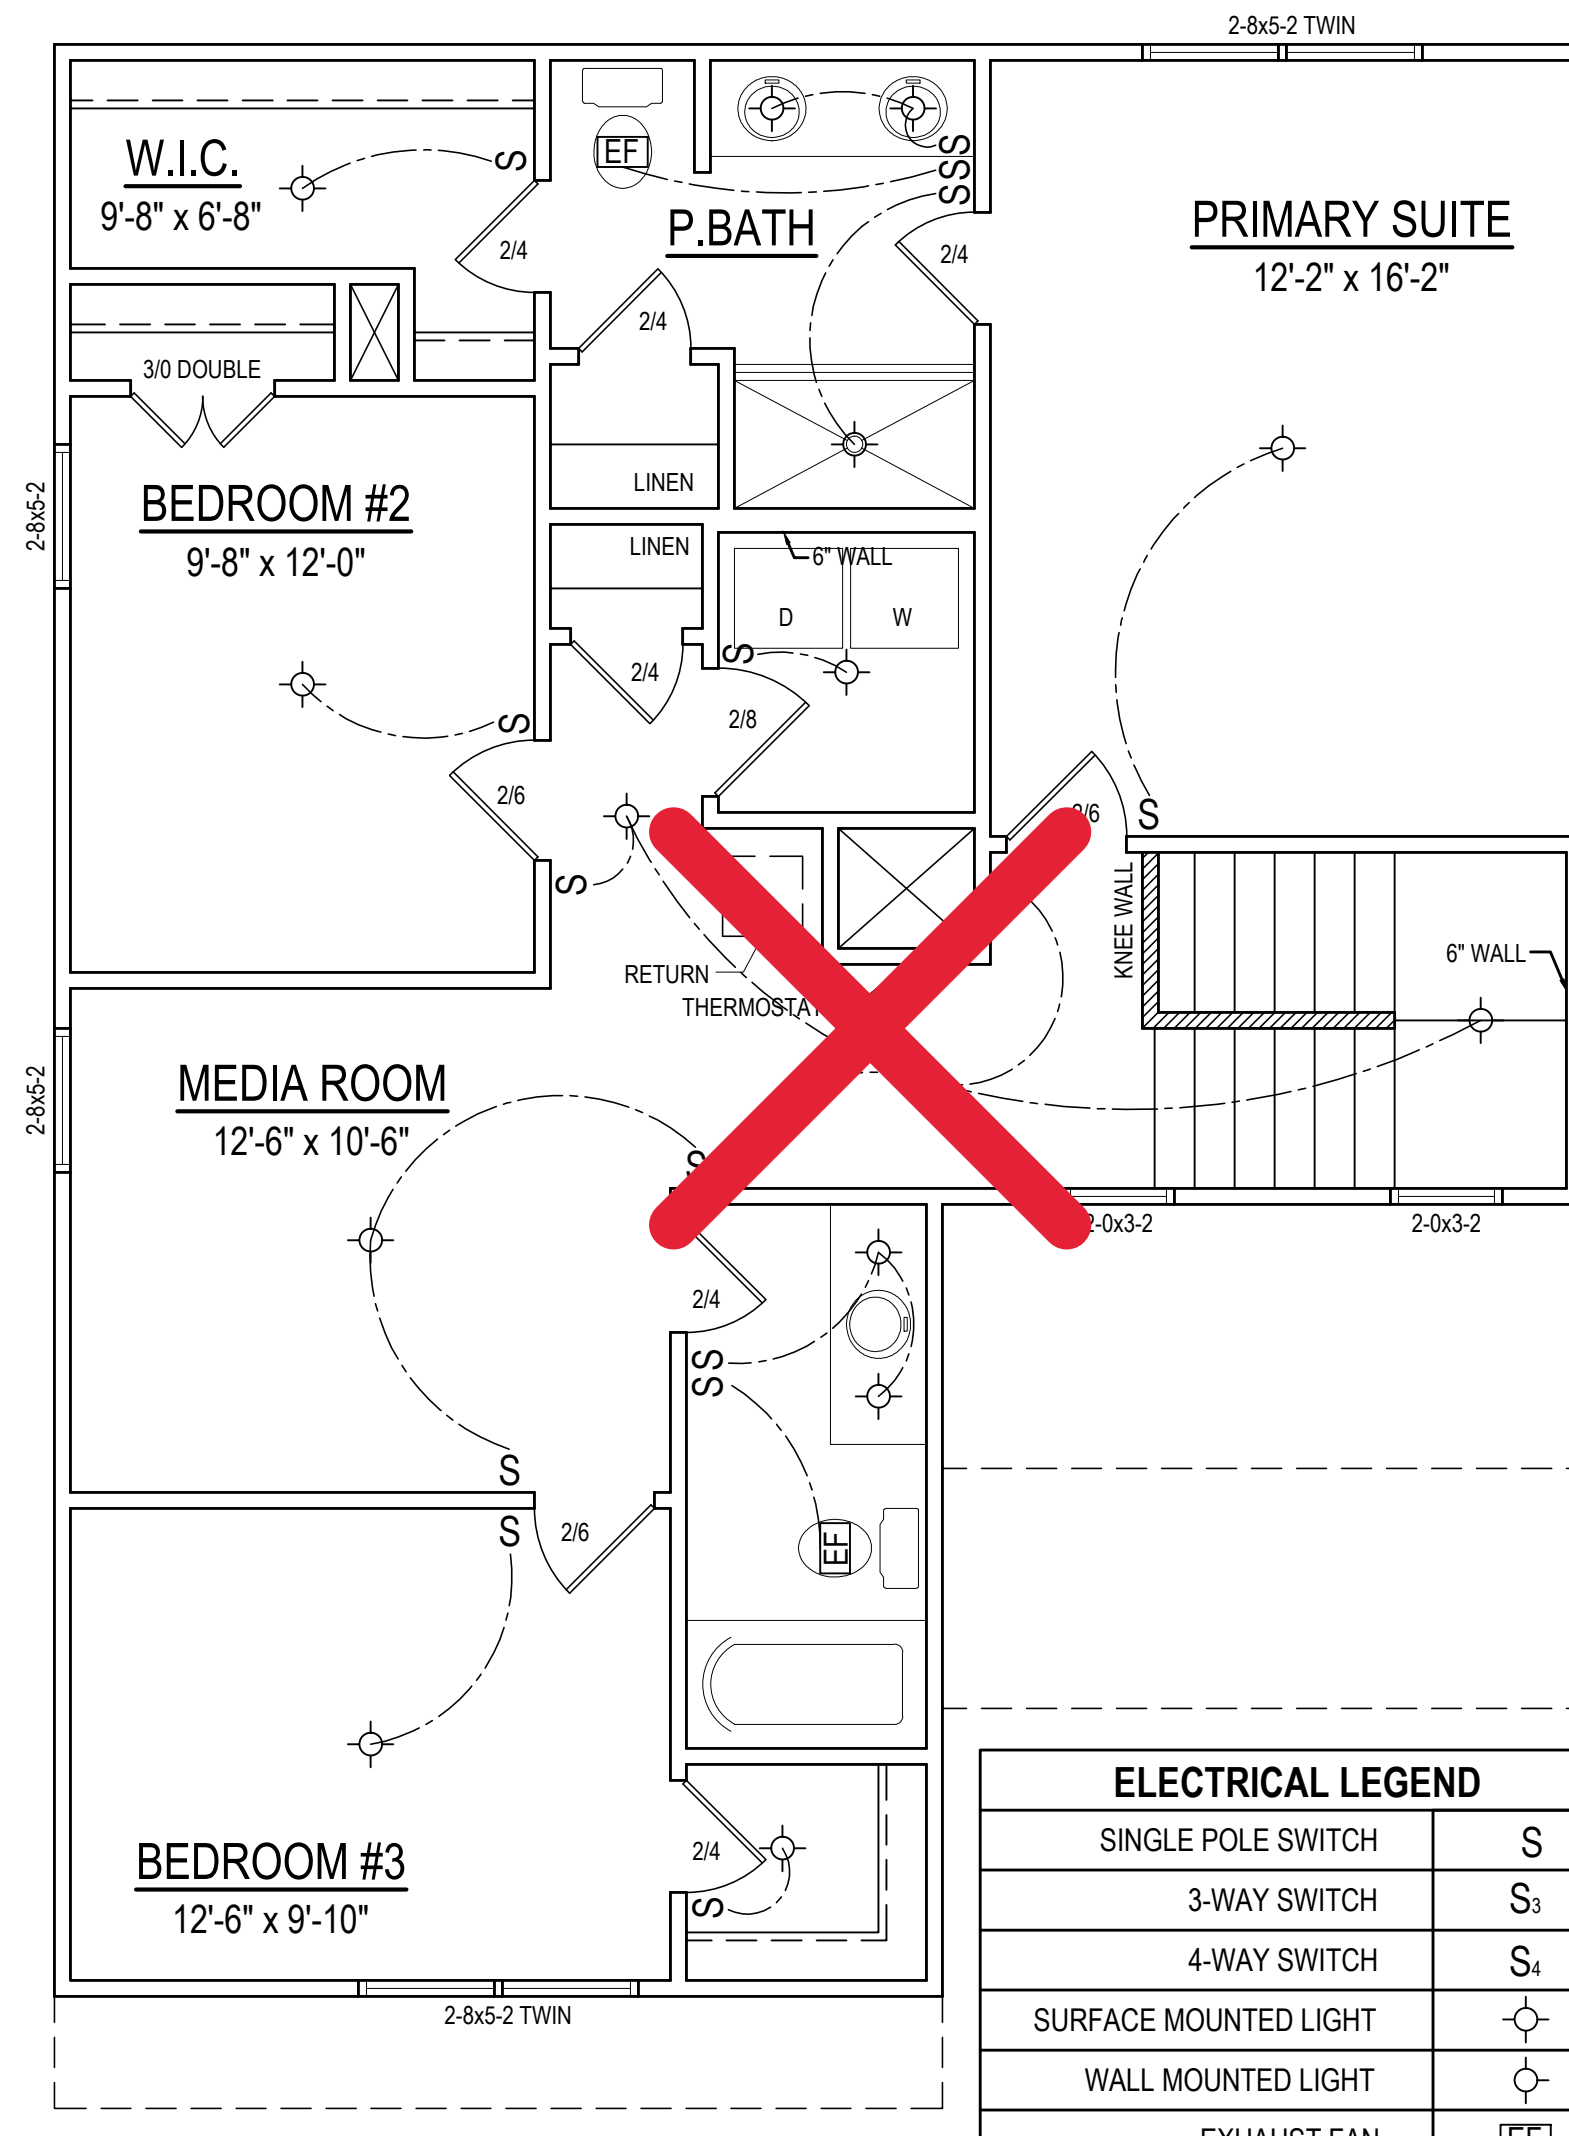 2-8x5-2 TWIN
W.I.C.
9'-8" x 6'-8"
S
EF
S
S
S
P.BATH
PRIMARY SUITE
12'-2" x 16'-2"
2/4
2/4
2/4
3/0 DOUBLE
LINEN
BEDROOM #2
9'-8" x 12'-0"
2-8x5-2
LINEN
6" WALL
D
W
S
2/4
2/8
S
2/6
S
S
KNEE WALL
6" WALL
RETURN
MEDIA ROOM
12'-6" x 10'-6"
2-8x5-2
S
2-0x3-2
2/4
S
S
S
S
2/6
EF
BEDROOM #3
12'-6" x 9'-10"
2/4
S
2-8x5-2 TWIN
ELECTRICAL LEGEND
SINGLE POLE SWITCH S
3-WAY SWITCH S3
4-WAY SWITCH S4
SURFACE MOUNTED LIGHT
WALL MOUNTED LIGHT
EXHAUST FAN EF